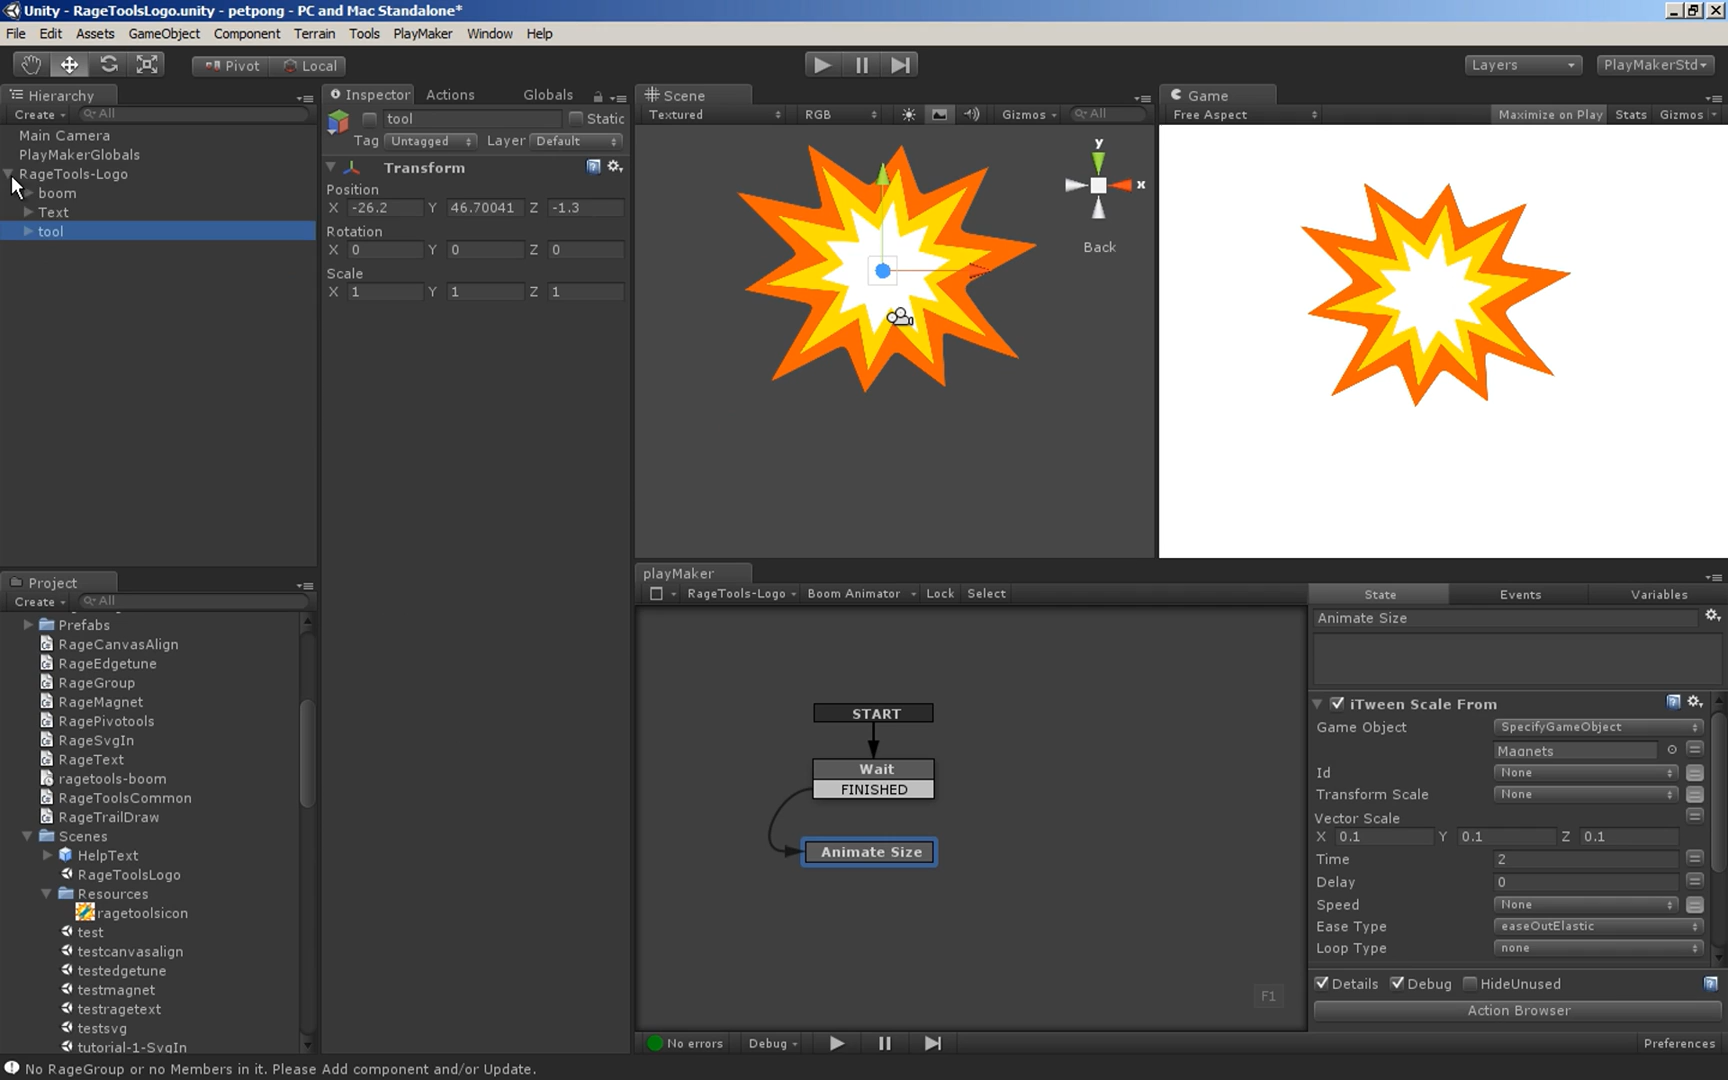 Unity - RageToolsLogo.unity - petpong - PC and Mac Standalone*
File Edit Assets GameObject Component Terrain Tools PlayMaker Window Help
Pivot Local Layers PlayMakerStd
Hierarchy
Create All
Main Camera
PlayMakerGlobals
RageTools-Logo
boom
Text
tool
Inspector Actions Globals
tool Static
Tag Untagged Layer Default
Transform
Position
X -26.2 Y 46.70041 Z -1.3
Rotation
X 0 Y 0 Z 0
Scale
X 1 Y 1 Z 1
Scene
Textured RGB Gizmos All
y
x
Back
Game
Free Aspect Maximize on Play Stats Gizmos
Project
Create All
Prefabs
RageCanvasAlign
RageEdgetune
RageGroup
RageMagnet
RagePivotools
RageSvgIn
RageText
ragetools-boom
RageToolsCommon
RageTrailDraw
Scenes
HelpText
RageToolsLogo
Resources
ragetoolsicon
test
testcanvasalign
testedgetune
testmagnet
testragetext
testsvg
tutorial-1-SvgIn
playMaker
RageTools-Logo Boom Animator Lock Select
START
Wait
FINISHED
Animate Size
F1
No errors Debug
State Events Variables
Animate Size
iTween Scale From
Game Object SpecifyGameObject
Magnets
Id None
Transform Scale None
Vector Scale
X 0.1 Y 0.1 Z 0.1
Time 2
Delay 0
Speed None
Ease Type easeOutElastic
Loop Type none
Details Debug HideUnused
Action Browser
Preferences
No RageGroup or no Members in it. Please Add component and/or Update.